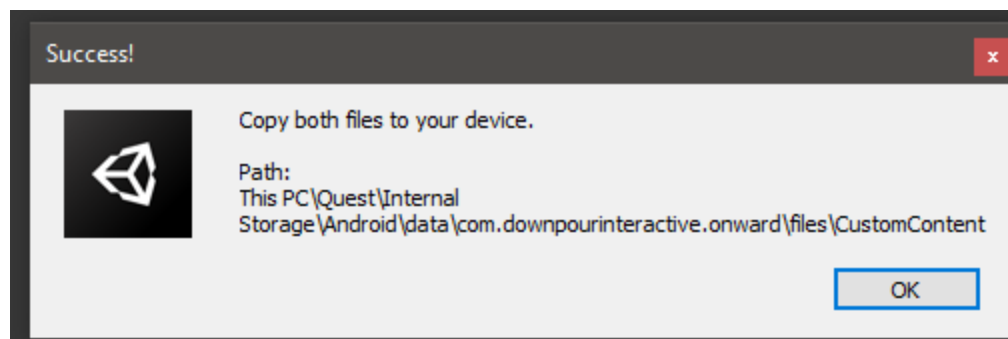 Success!
x
Copy both files to your device.
Path:
This PC\Quest\Internal
Storage\Android\data\com.downpourinteractive.onward\files\CustomContent
OK